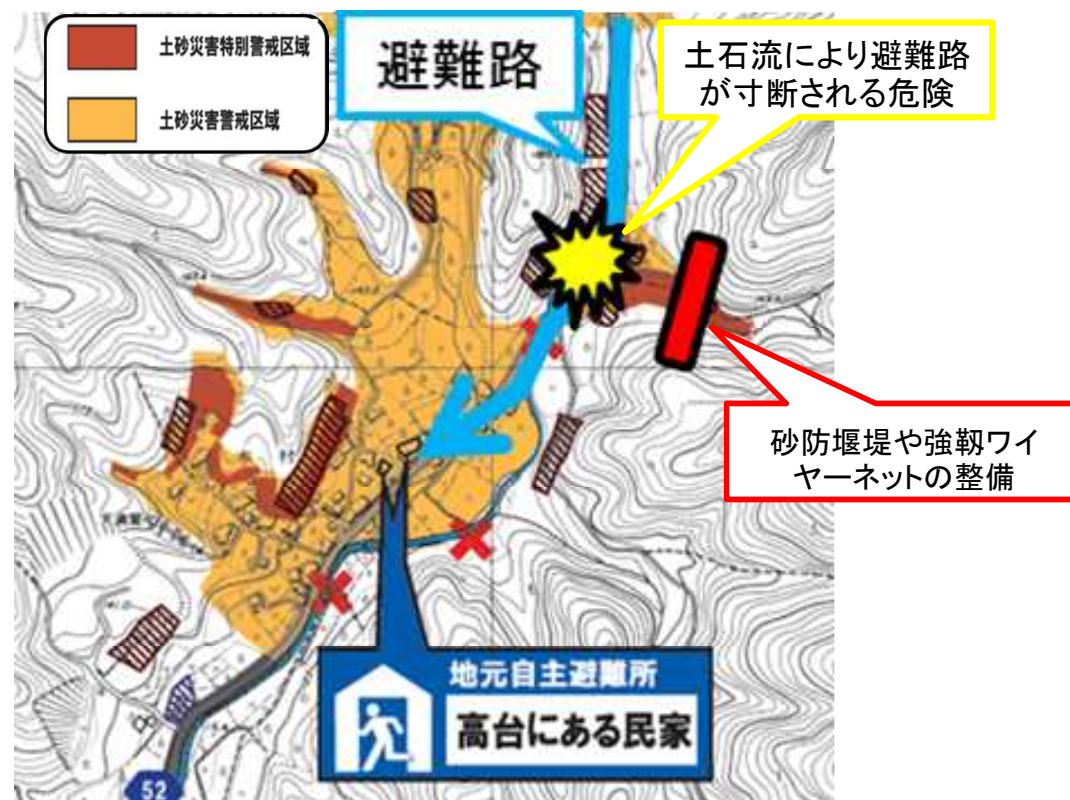 土砂災害特別警戒区域
土砂災害警戒区域
避難路
土石流により避難路
が寸断される危険
砂防堰堤や強靱ワイ
ヤーネットの整備
地元自主避難所
高台にある民家
52